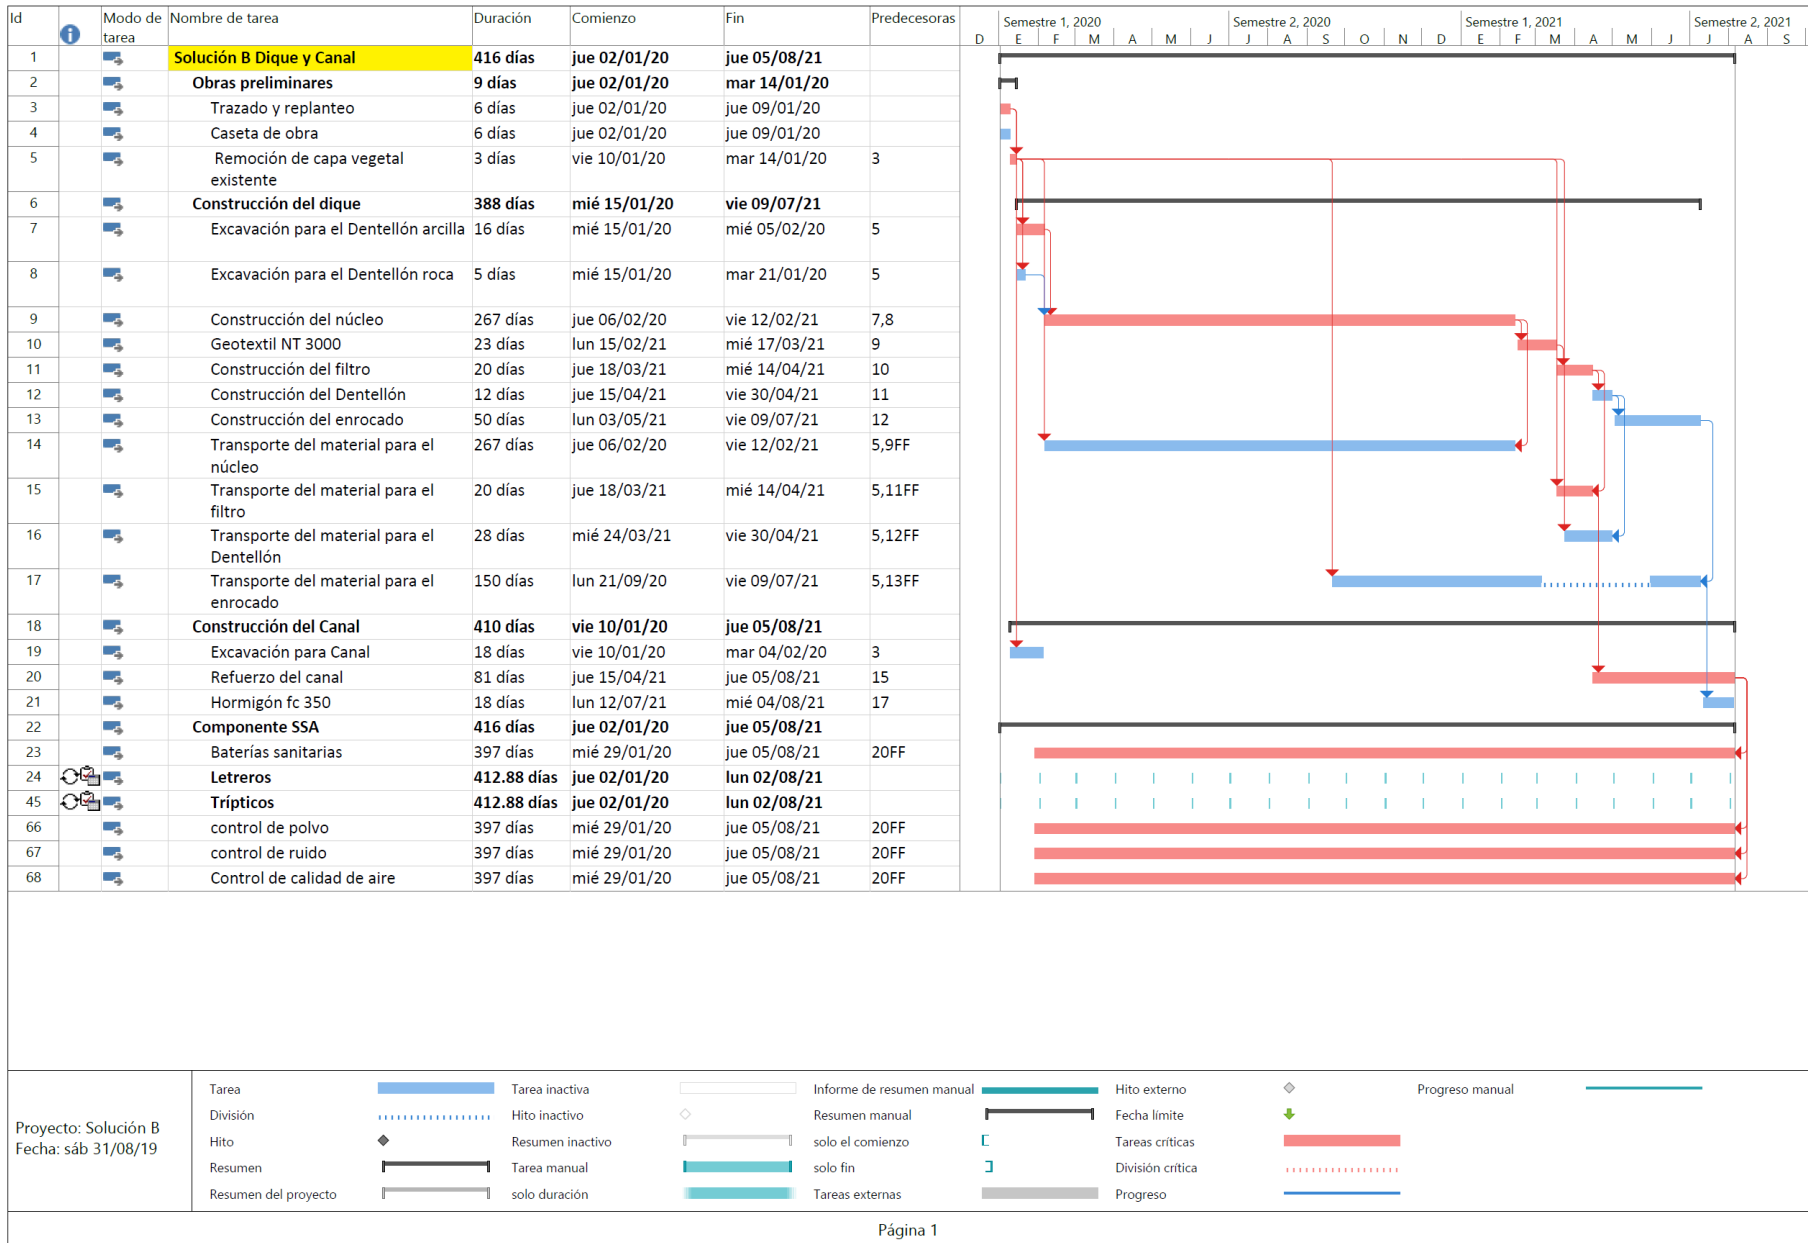 Id Modo de tarea Nombre de tarea Duración Comienzo Fin Predecesoras
Semestre 1, 2020 Semestre 2, 2020 Semestre 1, 2021 Semestre 2, 2021
D E F M A M J J A S O N D E F M A M J J A S
1 Solución B Dique y Canal 416 días jue 02/01/20 jue 05/08/21
2 Obras preliminares 9 días jue 02/01/20 mar 14/01/20
3 Trazado y replanteo 6 días jue 02/01/20 jue 09/01/20
4 Caseta de obra 6 días jue 02/01/20 jue 09/01/20
5 Remoción de capa vegetal existente 3 días vie 10/01/20 mar 14/01/20 3
6 Construcción del dique 388 días mié 15/01/20 vie 09/07/21
7 Excavación para el Dentellón arcilla 16 días mié 15/01/20 mié 05/02/20 5
8 Excavación para el Dentellón roca 5 días mié 15/01/20 mar 21/01/20 5
9 Construcción del núcleo 267 días jue 06/02/20 vie 12/02/21 7,8
10 Geotextil NT 3000 23 días lun 15/02/21 mié 17/03/21 9
11 Construcción del filtro 20 días jue 18/03/21 mié 14/04/21 10
12 Construcción del Dentellón 12 días jue 15/04/21 vie 30/04/21 11
13 Construcción del enrocado 50 días lun 03/05/21 vie 09/07/21 12
14 Transporte del material para el núcleo 267 días jue 06/02/20 vie 12/02/21 5,9FF
15 Transporte del material para el filtro 20 días jue 18/03/21 mié 14/04/21 5,11FF
16 Transporte del material para el Dentellón 28 días mié 24/03/21 vie 30/04/21 5,12FF
17 Transporte del material para el enrocado 150 días lun 21/09/20 vie 09/07/21 5,13FF
18 Construcción del Canal 410 días vie 10/01/20 jue 05/08/21
19 Excavación para Canal 18 días vie 10/01/20 mar 04/02/20 3
20 Refuerzo del canal 81 días jue 15/04/21 jue 05/08/21 15
21 Hormigón fc 350 18 días lun 12/07/21 mié 04/08/21 17
22 Componente SSA 416 días jue 02/01/20 jue 05/08/21
23 Baterías sanitarias 397 días mié 29/01/20 jue 05/08/21 20FF
24 Letreros 412.88 días jue 02/01/20 lun 02/08/21
45 Trípticos 412.88 días jue 02/01/20 lun 02/08/21
66 control de polvo 397 días mié 29/01/20 jue 05/08/21 20FF
67 control de ruido 397 días mié 29/01/20 jue 05/08/21 20FF
68 Control de calidad de aire 397 días mié 29/01/20 jue 05/08/21 20FF
Proyecto: Solución B
Fecha: sáb 31/08/19
Tarea Tarea inactiva Informe de resumen manual Hito externo Progreso manual
División Hito inactivo Resumen manual Fecha límite
Hito Resumen inactivo solo el comienzo Tareas críticas
Resumen Tarea manual solo fin División crítica
Resumen del proyecto solo duración Tareas externas Progreso
Página 1